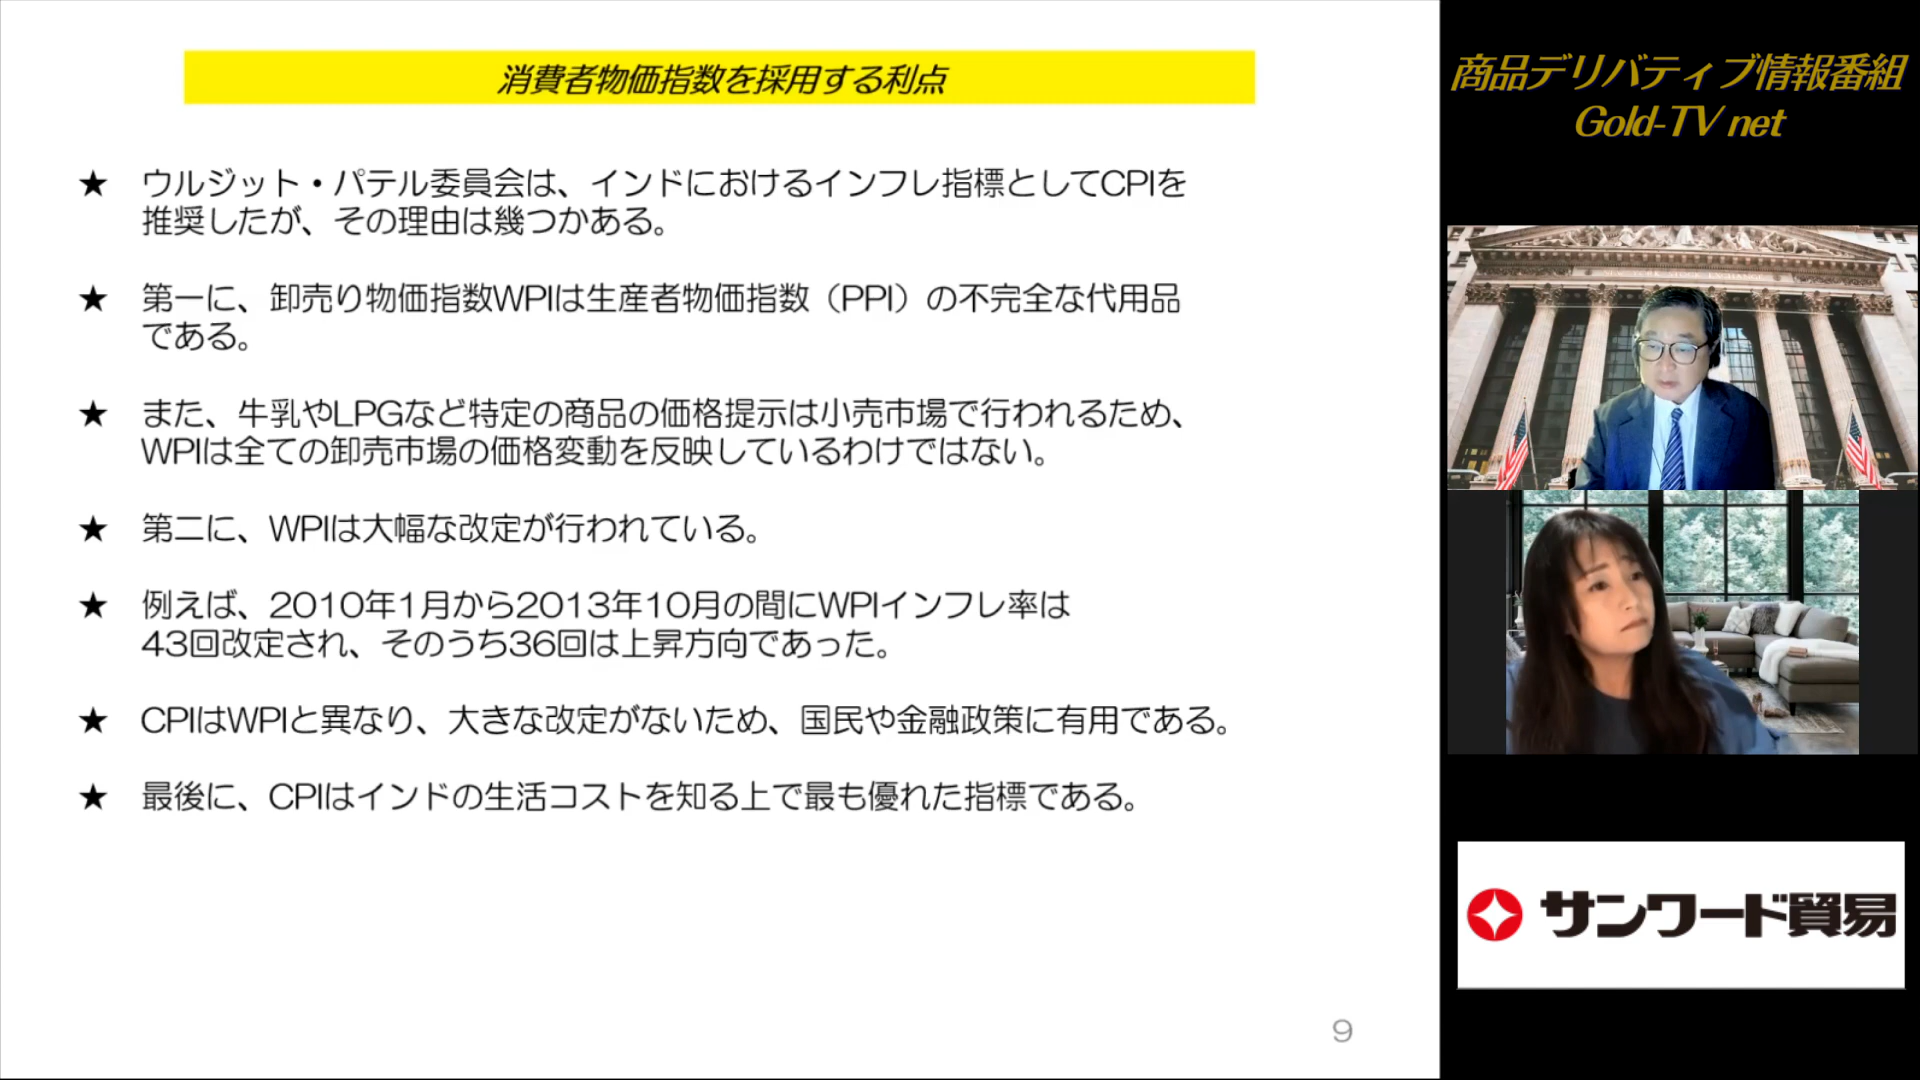 消費者物価指数を採用する利点
★ ウルジット・パテル委員会は、インドにおけるインフレ指標としてCPIを
推奨したが、その理由は幾つかある。
★ 第一に、卸売り物価指数WPIは生産者物価指数（PPI）の不完全な代用品
である。
★ また、牛乳やLPGなど特定の商品の価格提示は小売市場で行われるため、
WPIは全ての卸売市場の価格変動を反映しているわけではない。
★ 第二に、WPIは大幅な改定が行われている。
★ 例えば、2010年1月から2013年10月の間にWPIインフレ率は
43回改定され、そのうち36回は上昇方向であった。
★ CPIはWPIと異なり、大きな改定がないため、国民や金融政策に有用である。
★ 最後に、CPIはインドの生活コストを知る上で最も優れた指標である。
9
商品デリバティブ情報番組
Gold-TV net
サンワード貿易